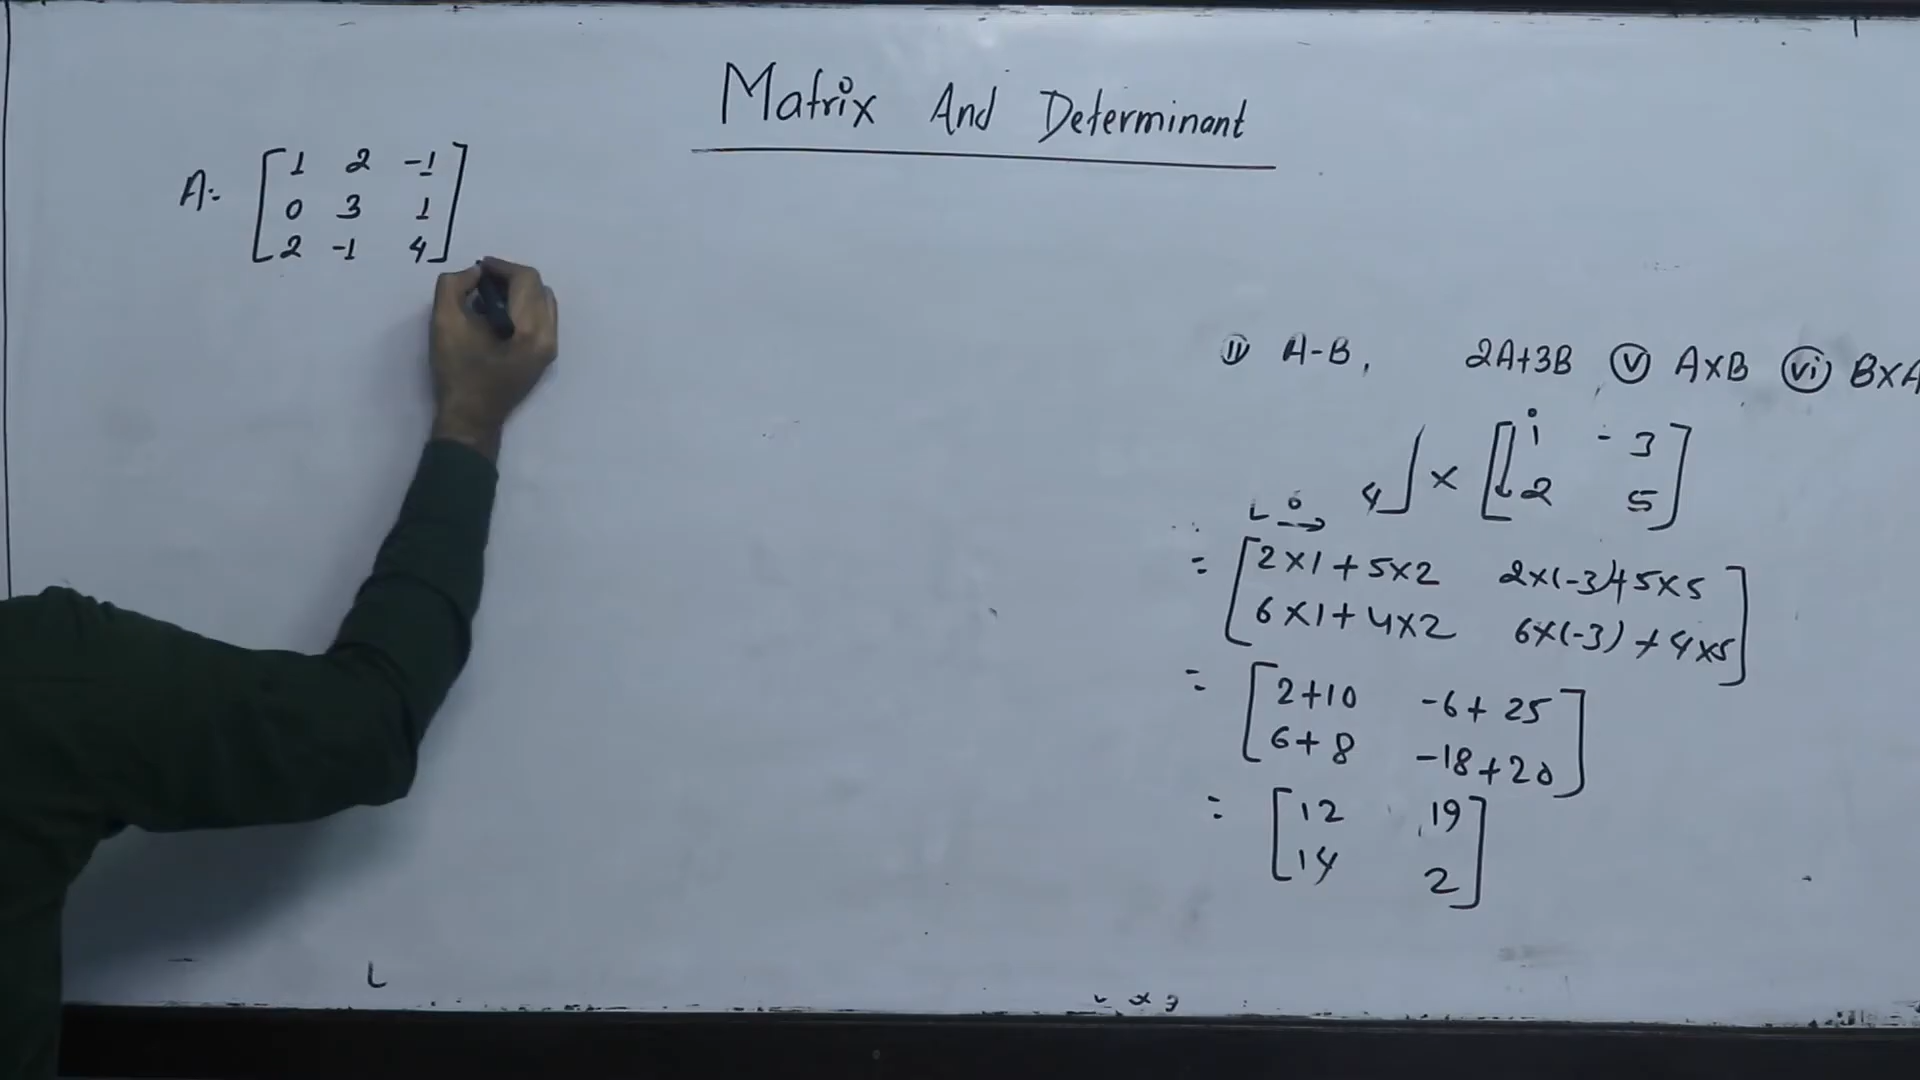 Matrix And Determinant
A= [1 2 -1
0 3 1
2 -1 4]
ii A-B, 2A+3B, v A×B vi B×A
4] × [1 -3
2 5]
= [2×1+5×2 2×(-3)+5×5
6×1+4×2 6×(-3)+4×5]
= [2+10 -6+25
6+8 -18+20]
= [12 19
14 2]